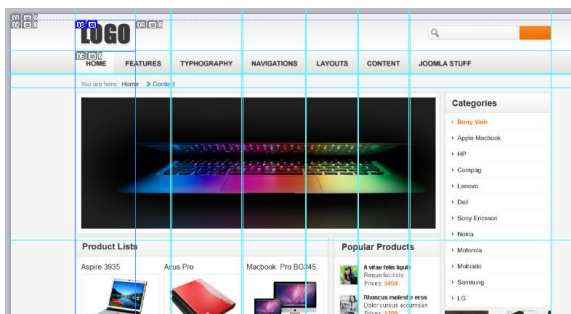 LOGO
HOME FEATURES TYPHOGRAPHY NAVIGATIONS LAYOUTS CONTENT JOOMLA STUFF
You are here: Home Content
Categories
Sony Vaio
Apple Macbook
HP
Compaq
Lenovo
Dell
Sony Ericsson
Nokia
Motorola
Mobiado
Samsung
LG
Product Lists
Aspire 3935 Asus Pro Macbook Pro BG345
Popular Products
A vitae felis ligula
Roque facilisis
Prices: $450
Rhoncus molestie eros
Dolor cursus accumsan